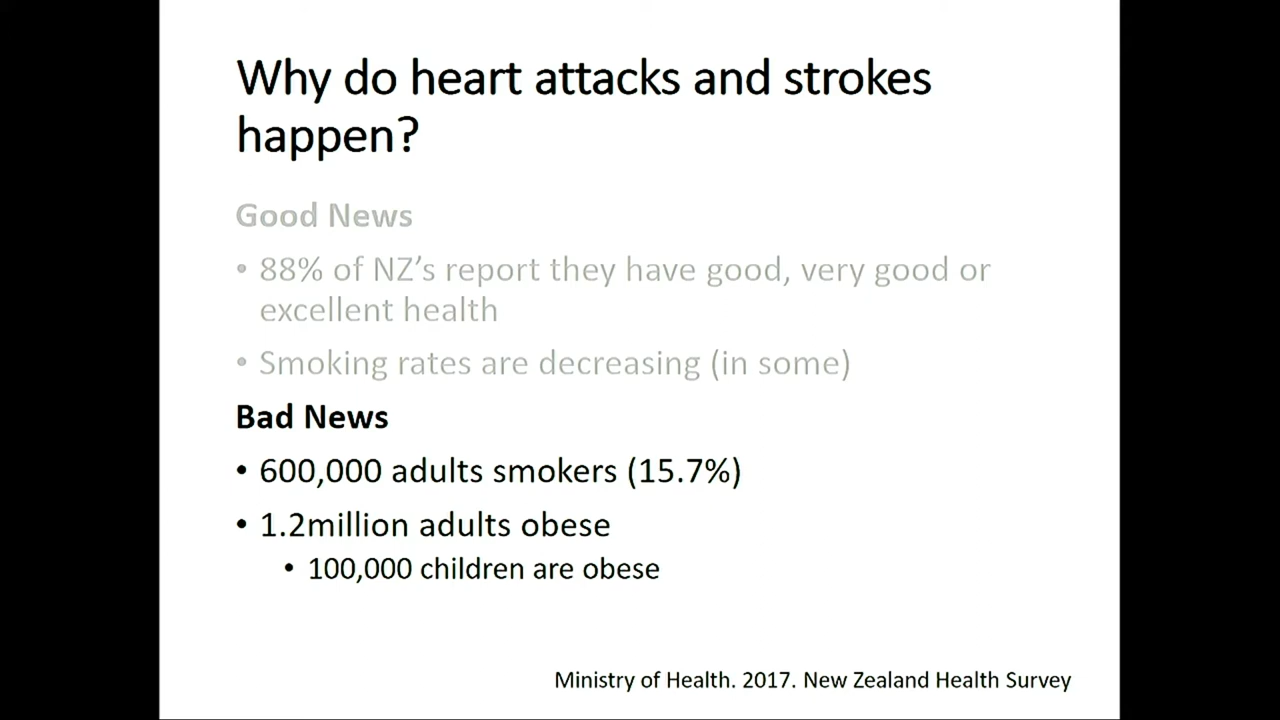 Why do heart attacks and strokes
happen?
Good News
• 88% of NZ’s report they have good, very good or
excellent health
• Smoking rates are decreasing (in some)
Bad News
• 600,000 adults smokers (15.7%)
• 1.2million adults obese
• 100,000 children are obese
Ministry of Health. 2017. New Zealand Health Survey